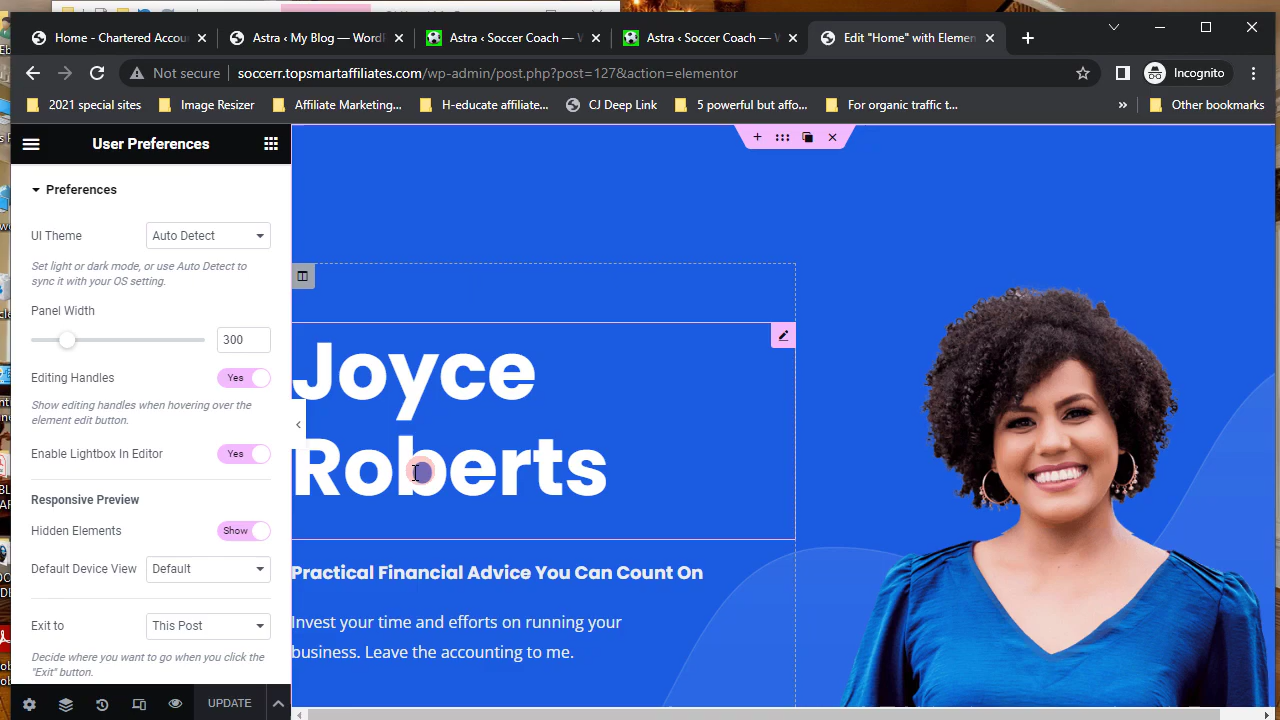 Home - Chartered Accou
Astra ‹ My Blog — WordP
Astra ‹ Soccer Coach — W
Astra ‹ Soccer Coach — W
Edit "Home" with Elemen
Not secure
soccerr.topsmartaffiliates.com/wp-admin/post.php?post=127&action=elementor
Incognito
2021 special sites
Image Resizer
Affiliate Marketing...
H-educate affiliate...
CJ Deep Link
5 powerful but affo...
For organic traffic t...
»
Other bookmarks
User Preferences
Preferences
UI Theme
Auto Detect
Set light or dark mode, or use Auto Detect to
sync it with your OS setting.
Panel Width
300
Editing Handles
Yes
Show editing handles when hovering over the
element edit button.
Enable Lightbox In Editor
Yes
Responsive Preview
Hidden Elements
Show
Default Device View
Default
Exit to
This Post
Decide where you want to go when you click the
"Exit" button.
UPDATE
Joyce
Roberts
Practical Financial Advice You Can Count On
Invest your time and efforts on running your
business. Leave the accounting to me.